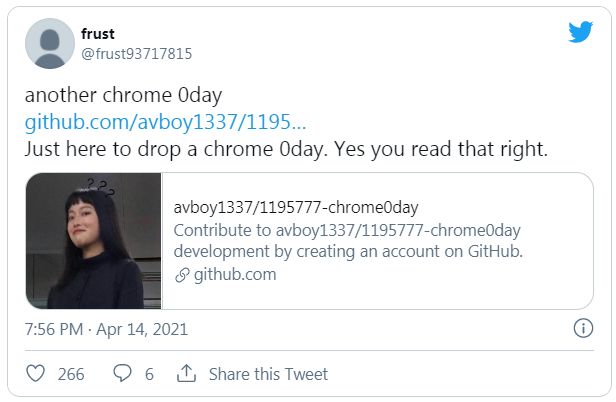 frust
@frust93717815
another chrome 0day
github.com/avboy1337/1195...
Just here to drop a chrome 0day. Yes you read that right.
???
avboy1337/1195777-chrome0day
Contribute to avboy1337/1195777-chrome0day
development by creating an account on GitHub.
github.com
7:56 PM · Apr 14, 2021
266
6
Share this Tweet